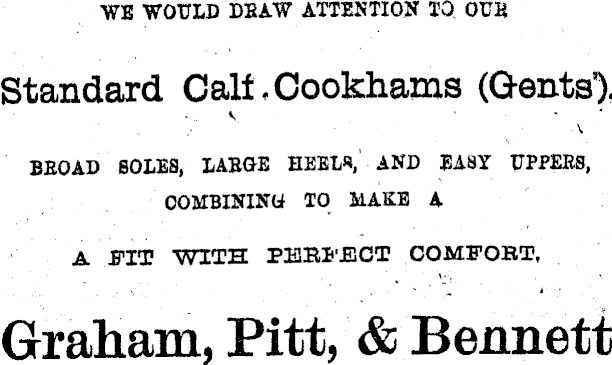 WE WOULD DRAW ATTENTION TO OUR
Standard Calf Cookhams (Gents').
BROAD SOLES, LARGE HEELS, AND EASY UPPERS,
COMBINING TO MAKE A
A FIT WITH PERFECT COMFORT.
Graham, Pitt, & Bennett